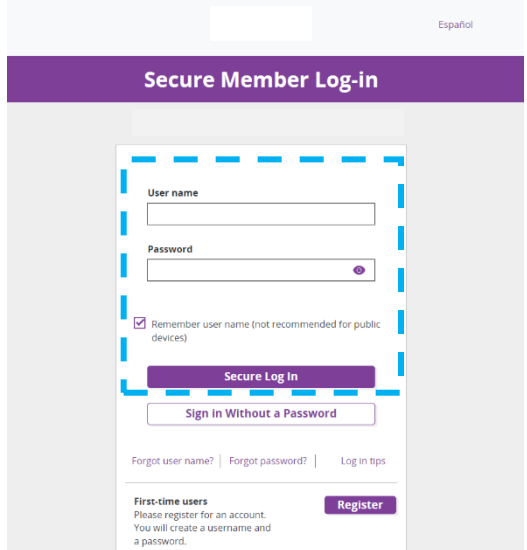 Español
Secure Member Log-in
User name
Password
Remember user name (not recommended for public
devices)
Secure Log In
Sign in Without a Password
Forgot user name? Forgot password? Log in tips
First-time users
Register
Please register for an account.
You will create a username and
a password.